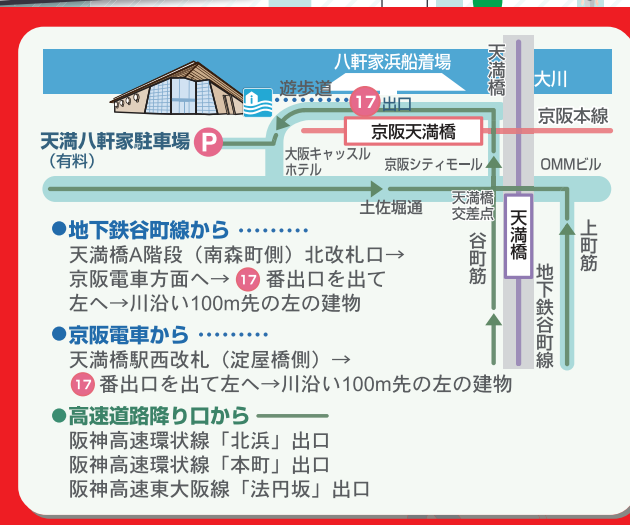 八軒家浜船着場
天満橋
大川
遊歩道
17 出口
京阪本線
天満八軒家駐車場 P
（有料）
京阪天満橋
大阪キャッスル
ホテル
京阪シティモール
OMMビル
土佐堀通
天満橋
交差点
谷町筋
天満橋
地下鉄谷町線
上町筋
●地下鉄谷町線から ………
天満橋A階段（南森町側）北改札口→
京阪電車方面へ→ 17 番出口を出て
左へ→川沿い100m先の左の建物
●京阪電車から ………
天満橋駅西改札（淀屋橋側）→
17 番出口を出て左へ→川沿い100m先の左の建物
●高速道路降り口から
阪神高速環状線「北浜」出口
阪神高速環状線「本町」出口
阪神高速東大阪線「法円坂」出口